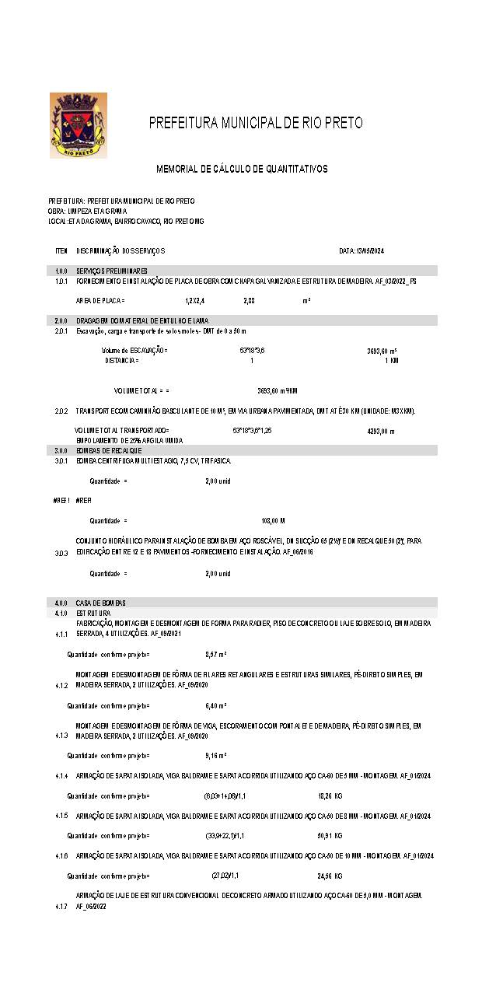 RIO PRETO
PREFEITURA MUNICIPAL DE RIO PRETO
MEMORIAL DE CÁLCULO DE QUANTITATIVOS
PREFEITURA: PREFEITURA MUNICIPAL DE RIO PRETO
OBRA: LIMPEZA ETA GRAMA
LOCAL:ETA DA GRAMA, BAIRRO CAVACO, RIO PRETO MG
ITEN DISCRIMINAÇÃO DOS SERVIÇOS DATA: 13/05/2024
1.0.0 SERVIÇOS PRELIMINARES
1.0.1 FORNECIMENTO E INSTALAÇÃO DE PLACA DE OBRA COM CHAPA GALVANIZADA E ESTRUTURA DE MADEIRA. AF_03/2022_PS
AREA DE PLACA = 1,2X2,4 2,88 m²
2.0.0 DRAGAGEM DO MATERIAL DE ENTULHO E LAMA
2.0.1 Escavação, carga e transporte de solos moles - DMT de 0 a 50 m
Volume de ESCAVAÇÃO= 53*18*3,6 3693,60 m³
DISTANCIA = 1 1 KM
VOLUME TOTAL = = 3693,60 m³/KM
2.0.2 TRANSPORTE COM CAMINHÃO BASCULANTE DE 10 M³, EM VIA URBANA PAVIMENTADA, DMT ATÉ 30 KM (UNIDADE: M3XKM).
VOLUME TOTAL TRANSPORTADO= 53*18*3,6*1,25 4293,00 m
EMPOLAMENTO DE 25% ARGILA UMIDA
3.0.0 BOMBAS DE RECALQUE
3.0.1 BOMBA CENTRIFUGA MULTIESTAGIO, 7,5 CV, TRIFASICA.
Quantidade = 2,00 unid
#REF! #REF!
Quantidade = 108,00 M
CONJUNTO HIDRÁULICO PARA INSTALAÇÃO DE BOMBA EM AÇO ROSCÁVEL, DN SUCÇÃO 65 (2½)' E DN RECALQUE 50 (2)', PARA
3.0.3 EDIFICAÇÃO ENTRE 12 E 18 PAVIMENTOS -FORNECIMENTO E INSTALAÇÃO. AF_06/2016
Quantidade = 2,00 unid
4.0.0 CASA DE BOMBAS
4.1.0 ESTRUTURA
FABRICAÇÃO, MONTAGEM E DESMONTAGEM DE FORMA PARA RADIER, PISO DE CONCRETO OU LAJE SOBRE SOLO, EM MADEIRA
4.1.1 SERRADA, 4 UTILIZAÇÕES. AF_09/2021
Quantidade conforme projeto= 8,57 m²
MONTAGEM E DESMONTAGEM DE FÔRMA DE PILARES RETANGULARES E ESTRUTURAS SIMILARES, PÉ-DIREITO SIMPLES, EM
4.1.2 MADEIRA SERRADA, 2 UTILIZAÇÕES. AF_09/2020
Quantidade conforme projeto= 6,40 m²
MONTAGEM E DESMONTAGEM DE FÔRMA DE VIGA, ESCORAMENTO COM PONTALETE DE MADEIRA, PÉ-DIREITO SIMPLES, EM
4.1.3 MADEIRA SERRADA, 2 UTILIZAÇÕES. AF_09/2020
Quantidade conforme projeto= 9,16 m²
4.1.4 ARMAÇÃO DE SAPATA ISOLADA, VIGA BALDRAME E SAPATA CORRIDA UTILIZANDO AÇO CA-60 DE 5 MM - MONTAGEM. AF_01/2024
Quantidade conforme projeto= (6,03+14,06)/1,1 18,26 KG
4.1.5 ARMAÇÃO DE SAPATA ISOLADA, VIGA BALDRAME E SAPATA CORRIDA UTILIZANDO AÇO CA-50 DE 8 MM - MONTAGEM. AF_01/2024
Quantidade conforme projeto= (33,9+22,1)/1,1 50,91 KG
4.1.6 ARMAÇÃO DE SAPATA ISOLADA, VIGA BALDRAME E SAPATA CORRIDA UTILIZANDO AÇO CA-50 DE 10 MM - MONTAGEM. AF_01/2024
Quantidade conforme projeto= (27,02)/1,1 24,56 KG
ARMAÇÃO DE LAJE DE ESTRUTURA CONVENCIONAL DE CONCRETO ARMADO UTILIZANDO AÇO CA-60 DE 5,0 MM - MONTAGEM.
4.1.7 AF_06/2022